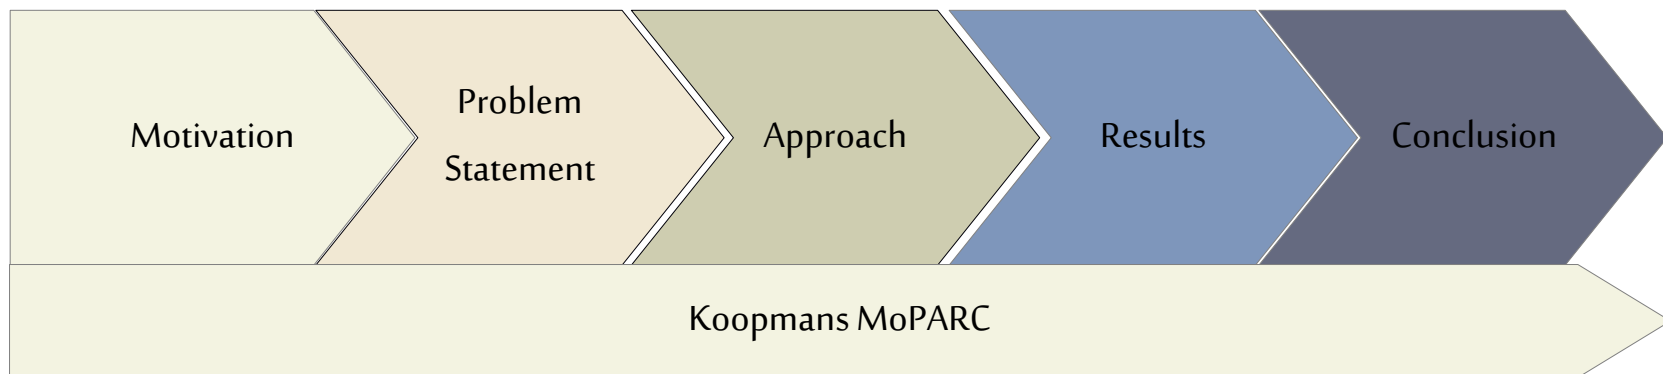 Motivation
Problem
Statement
Approach
Results
Conclusion
Koopmans MoPARC